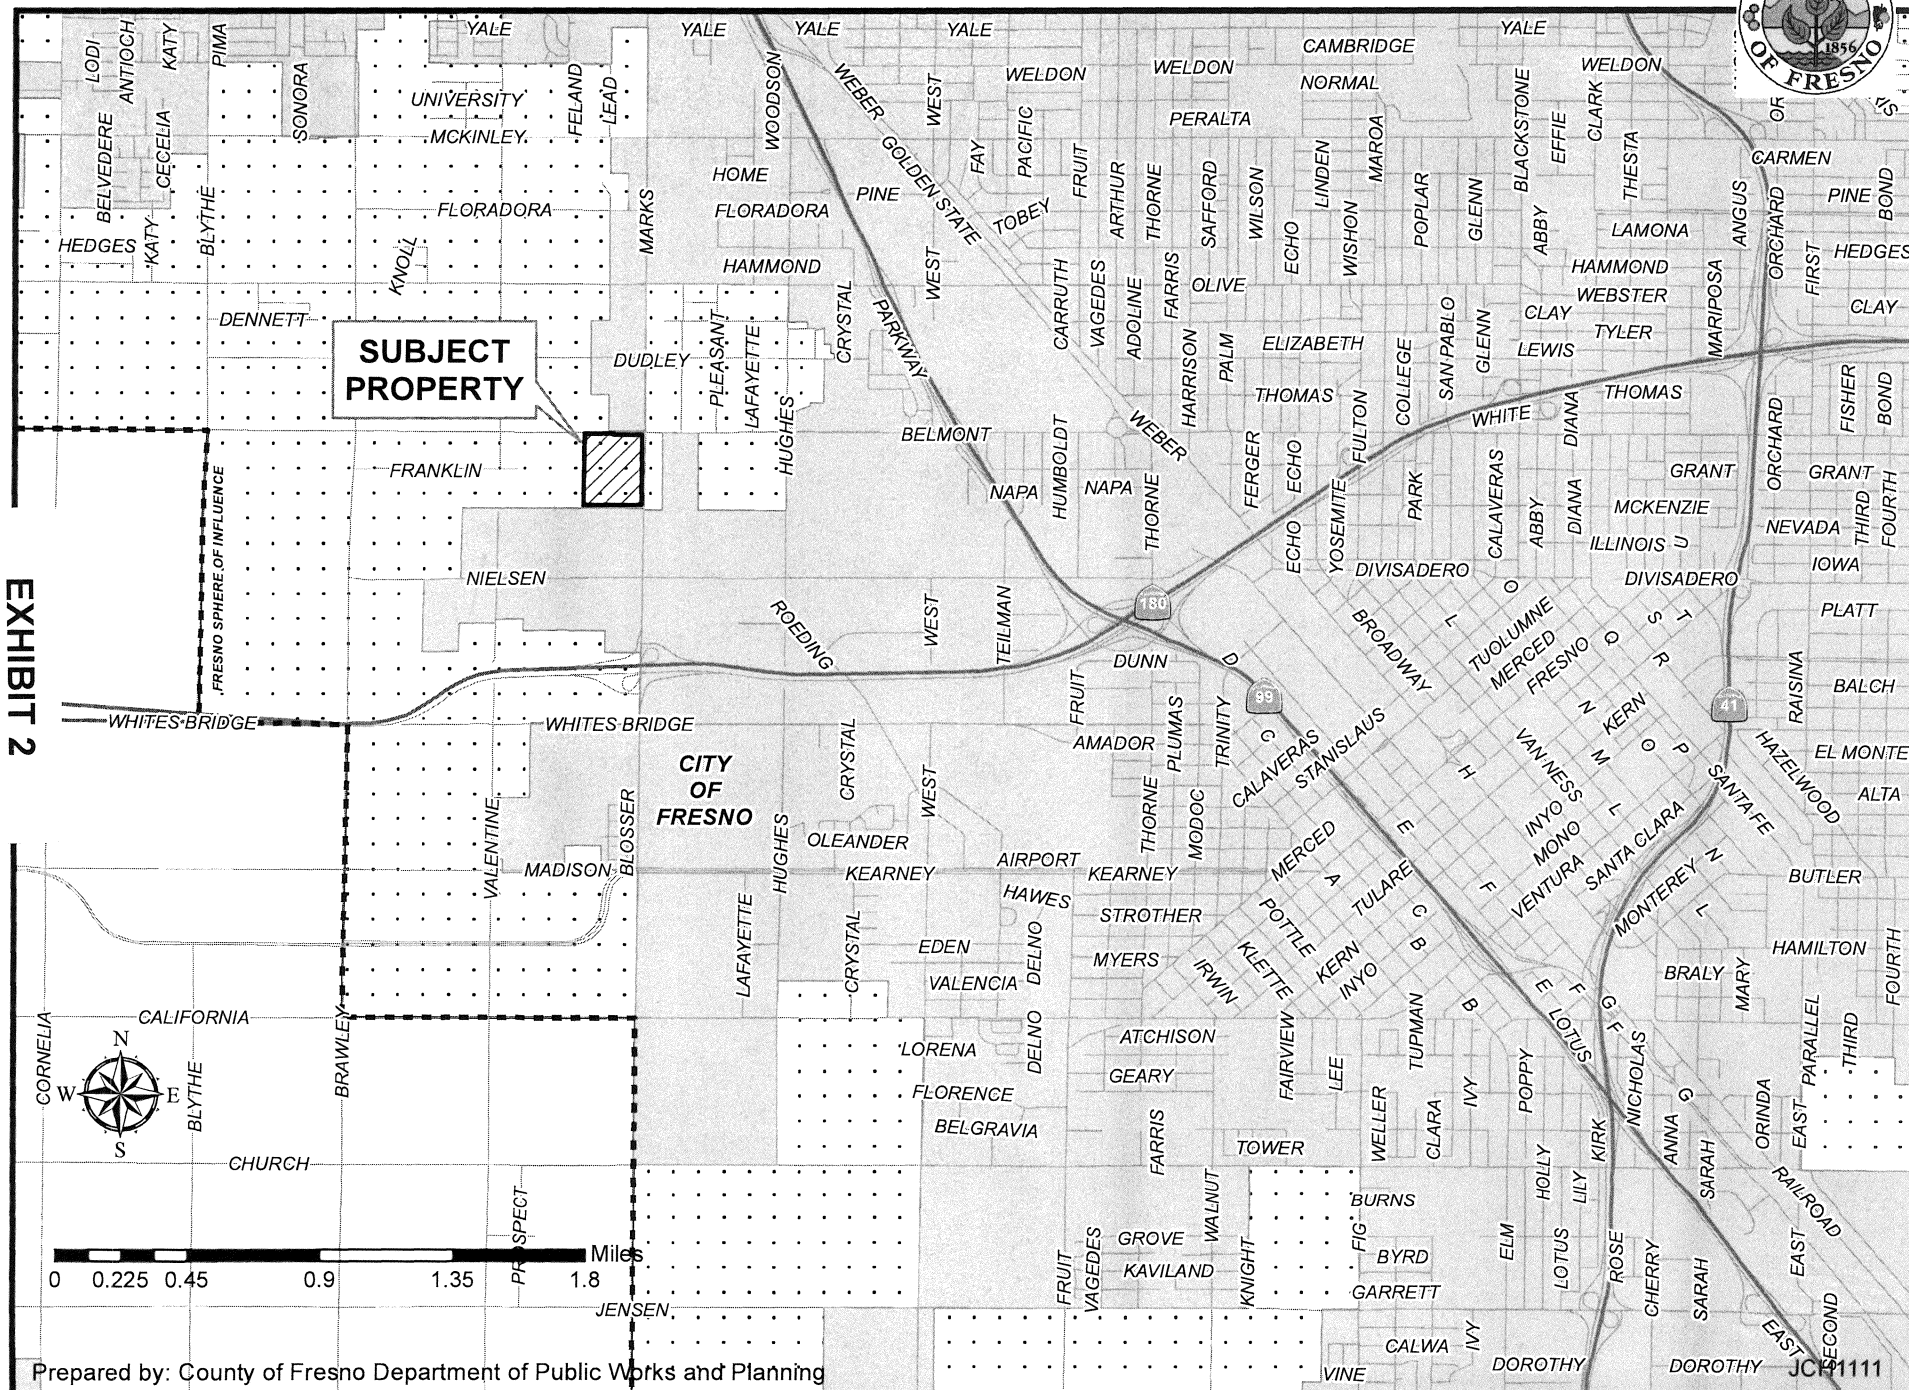 YALE
YALE
YALE
YALE
YALE
1856
OF FRESNO
LODI
ANTIOCH
KATY
PIMA
SONORA
FELAND
LEAD
WOODSON
WEBER
WEST
WELDON
WELDON
CAMBRIDGE
NORMAL
WELDON
UNIVERSITY
MCKINLEY
BELVEDERE
CECELIA
GOLDEN STATE
FAY
PACIFIC
PERALTA
MAROA
BLACKSTONE
EFFIE
CLARK
THESTA
CARMEN
HOME
PINE
FRUIT
ARTHUR
THORNE
SAFFORD
WILSON
LINDEN
POPLAR
GLENN
ABBY
ANGUS
ORCHARD
PINE
BOND
FLORADORA
FLORADORA
MARKS
TOBEY
ECHO
WISHON
LAMONA
HEDGES
KATY
BLYTHE
KNOLL
HAMMOND
WEST
HAMMOND
FIRST
HEDGES
CARRUTH
VAGEDES
ADOLINE
FARRIS
OLIVE
WEBSTER
MARIPOSA
DENNETT
PLEASANT
LAFAYETTE
CRYSTAL
PARKWAY
HARRISON
PALM
ELIZABETH
COLLEGE
SAN PABLO
GLENN
CLAY
TYLER
CLAY
LEWIS
SUBJECT
PROPERTY
DUDLEY
HUGHES
THOMAS
FULTON
WHITE
DIANA
THOMAS
ORCHARD
FISHER
BOND
BELMONT
HUMBOLDT
WEBER
FRANKLIN
NAPA
NAPA
THORNE
FERGER
ECHO
PARK
CALAVERAS
ABBY
DIANA
GRANT
GRANT
MCKENZIE
THIRD
FOURTH
NEVADA
FRESNO SPHERE OF INFLUENCE
ECHO
YOSEMITE
ILLINOIS
U
IOWA
NIELSEN
DIVISADERO
DIVISADERO
EXHIBIT 2
180
ROEDING
WEST
TEILMAN
BROADWAY
L
O
TUOLUMNE
MERCED
FRESNO
Q
S
T
R
PLATT
DUNN
D
99
41
RAISINA
BALCH
WHITES BRIDGE
WHITES BRIDGE
FRUIT
PLUMAS
TRINITY
AMADOR
C
CALAVERAS
STANISLAUS
H
N
KERN
M
O
P
VAN NESS
L
SANTA FE
HAZELWOOD
EL MONTE
ALTA
CITY
OF
FRESNO
CRYSTAL
WEST
THORNE
MODOC
VALENTINE
BLOSSER
HUGHES
OLEANDER
KEARNEY
AIRPORT
KEARNEY
MERCED
E
INYO
MONO
VENTURA
SANTA CLARA
MADISON
A
TULARE
F
N
MONTEREY
L
BUTLER
HAWES
STROTHER
POTTLE
G
B
LAFAYETTE
CRYSTAL
EDEN
DELNO
MYERS
KLETTE
KERN
INYO
IRWIN
HAMILTON
FOURTH
VALENCIA
BRALY
MARY
B
E
F
G
F
CALIFORNIA
CORNELIA
BRAWLEY
BLYTHE
N
W
E
S
LORENA
DELNO
ATCHISON
FAIRVIEW
LEE
TUPMAN
LOTUS
NICHOLAS
PARALLEL
THIRD
GEARY
FLORENCE
IVY
POPPY
G
BELGRAVIA
FARRIS
TOWER
WELLER
CLARA
KIRK
ANNA
SARAH
ORINDA
EAST
CHURCH
PROSPECT
WALNUT
BURNS
HOLLY
LILY
RAILROAD
GROVE
FIG
BYRD
ELM
LOTUS
ROSE
CHERRY
SARAH
EAST
FRUIT
VAGEDES
KAVILAND
KNIGHT
GARRETT
Miles
0 0.225 0.45 0.9 1.35 1.8
JENSEN
CALWA
IVY
EAST
SECOND
VINE
DOROTHY
DOROTHY
Prepared by: County of Fresno Department of Public Works and Planning
JCH1111